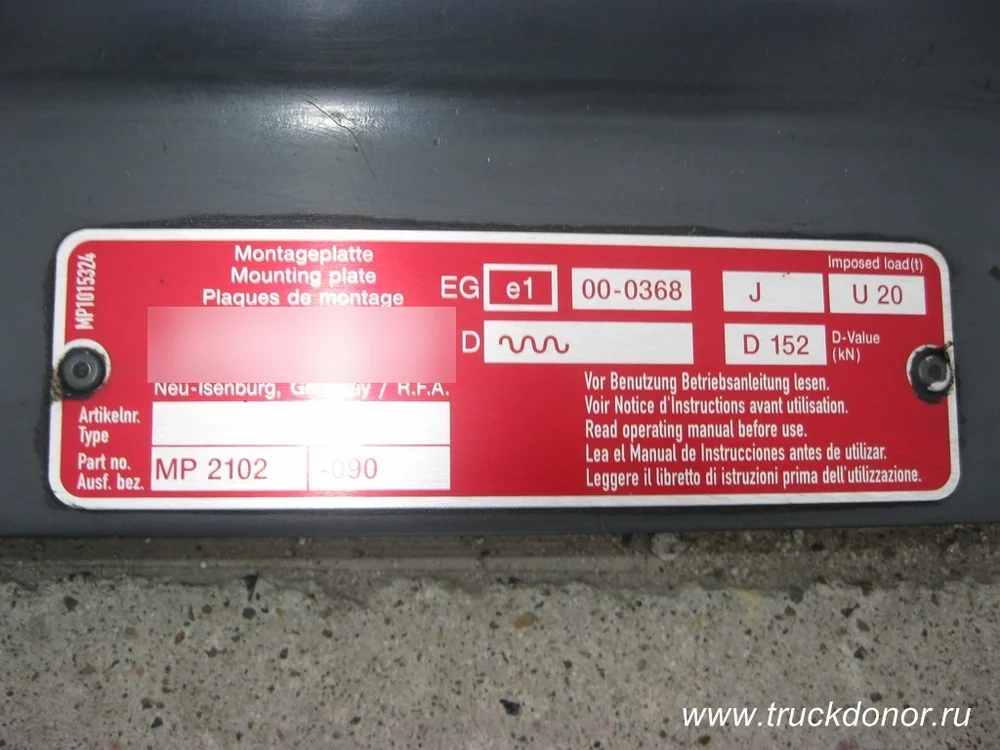 MP1015324
Montageplatte
Mounting plate
Plaques de montage
Neu-Isenburg, Germany / R.F.A.
Artikelnr.
Type
Part no.
Ausf. bez.
MP 2102 -090
EG e1 00-0368 J
Imposed load(t)
U 20
D D 152 D-Value
(kN)
Vor Benutzung Betriebsanleitung lesen.
Voir Notice d'Instructions avant utilisation.
Read operating manual before use.
Lea el Manual de Instrucciones antes de utilizar.
Leggere il libretto di istruzioni prima dell'utilizzazione.
www.truckdonor.ru